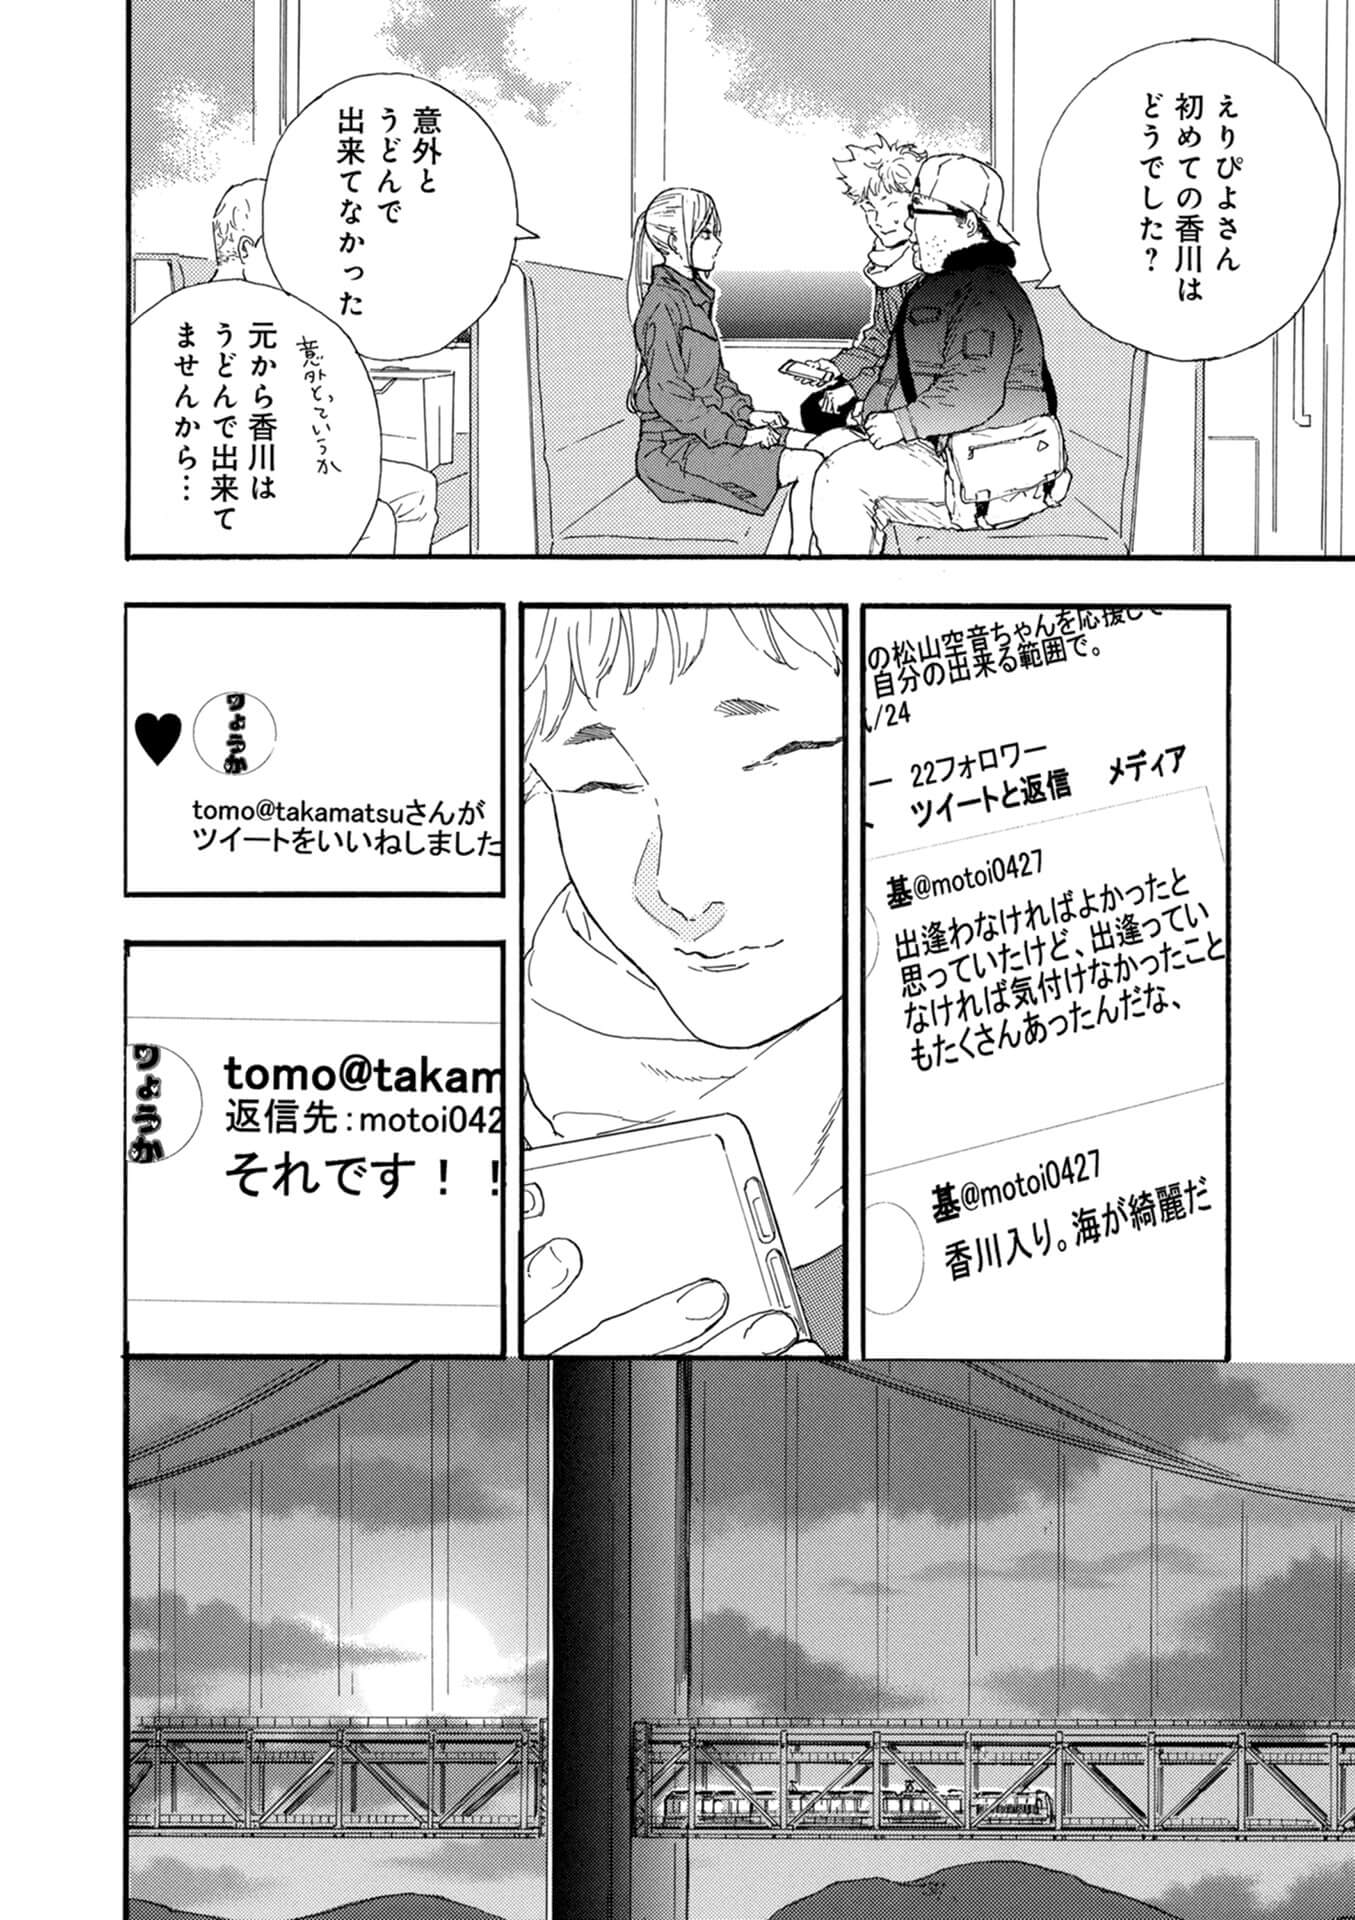 えりぴよさん
初めての香川は
どうでした？
意外と
うどんで
出来てなかった
意外とっていうか
元から香川は
うどんで出来て
ませんから…
の松山空音ちゃんを応援して
自分の出来る範囲で。
/24
22フォロワー
ツイートと返信 メディア
基@motoi0427
出逢わなければよかったと
思っていたけど、出逢ってい
なければ気付けなかったこと
もたくさんあったんだな、
基@motoi0427
香川入り。海が綺麗だ
りょうか
tomo@takamatsuさんが
ツイートをいいねしました
りょうか
tomo@takam
返信先：motoi042
それです！！